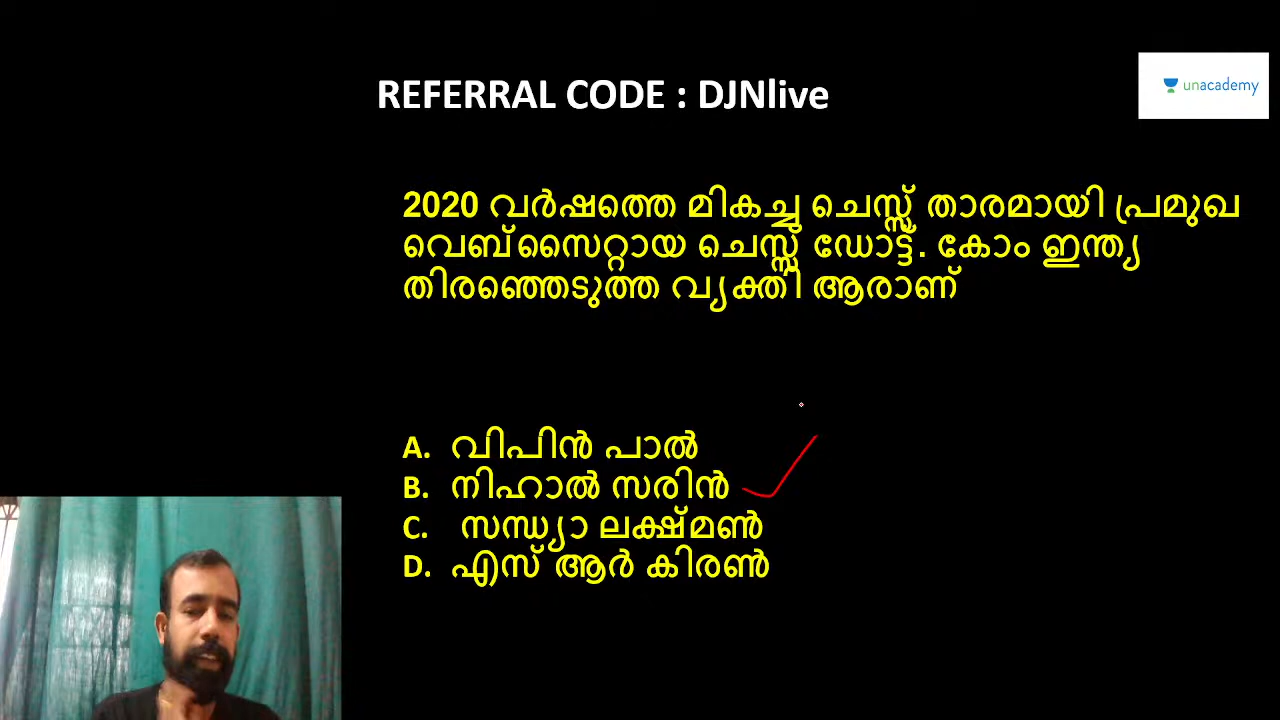 REFERRAL CODE : DJNlive
unacademy
2020 വർഷത്തെ മികച്ച ചെസ്സ് താരമായി പ്രമുഖ
വെബ്സൈറ്റായ ചെസ്സ് ഡോട്ട്. കോം ഇന്ത്യ
തിരഞ്ഞെടുത്ത വ്യക്തി ആരാണ്
A. വിപിൻ പാൽ
B. നിഹാൽ സരിൻ
C. സന്ധ്യാ ലക്ഷ്മൺ
D. എസ് ആർ കിരൺ